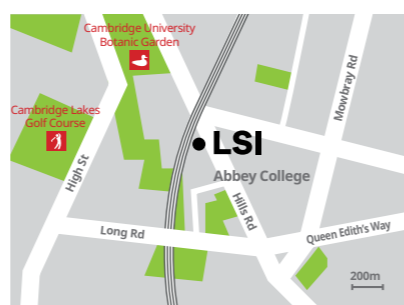 Cambridge University
Botanic Garden
Cambridge Lakes
Golf Course
High St
Mowbray Rd
LSI
Abbey College
Hills Rd
Long Rd
Queen Edith's Way
200m